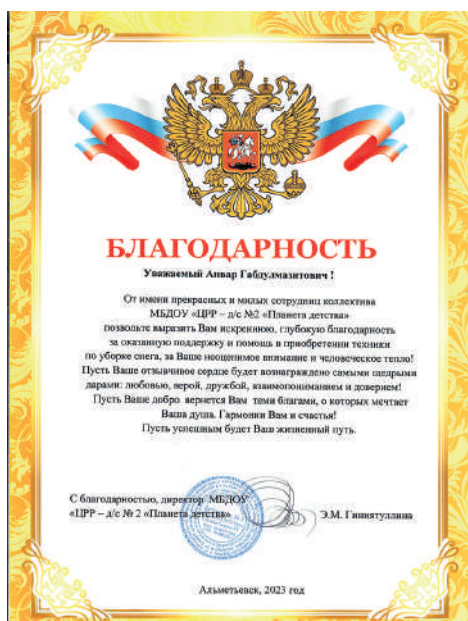 БЛАГОДАРНОСТЬ
Уважаемый Анвар Габдулмазитович !
От имени прекрасных и милых сотрудниц коллектива
МБДОУ «ЦРР – д/с №2 «Планета детства»
позвольте выразить Вам искреннюю, глубокую благодарность
за оказанную поддержку и помощь в приобретении техники
по уборке снега, за Ваше неоценимое внимание и человеческое тепло!
Пусть Ваше отзывчивое сердце будет вознаграждено самыми щедрыми
дарами: любовью, верой, дружбой, взаимопониманием и доверием!
Пусть Ваше добро вернется Вам теми благами, о которых мечтает
Ваша душа. Гармонии Вам и счастья!
Пусть успешным будет Ваш жизненный путь.
С благодарностью, директор МБДОУ
«ЦРР – д/с № 2 «Планета детства» Э.М. Гиниятуллина
Альметьевск, 2023 год